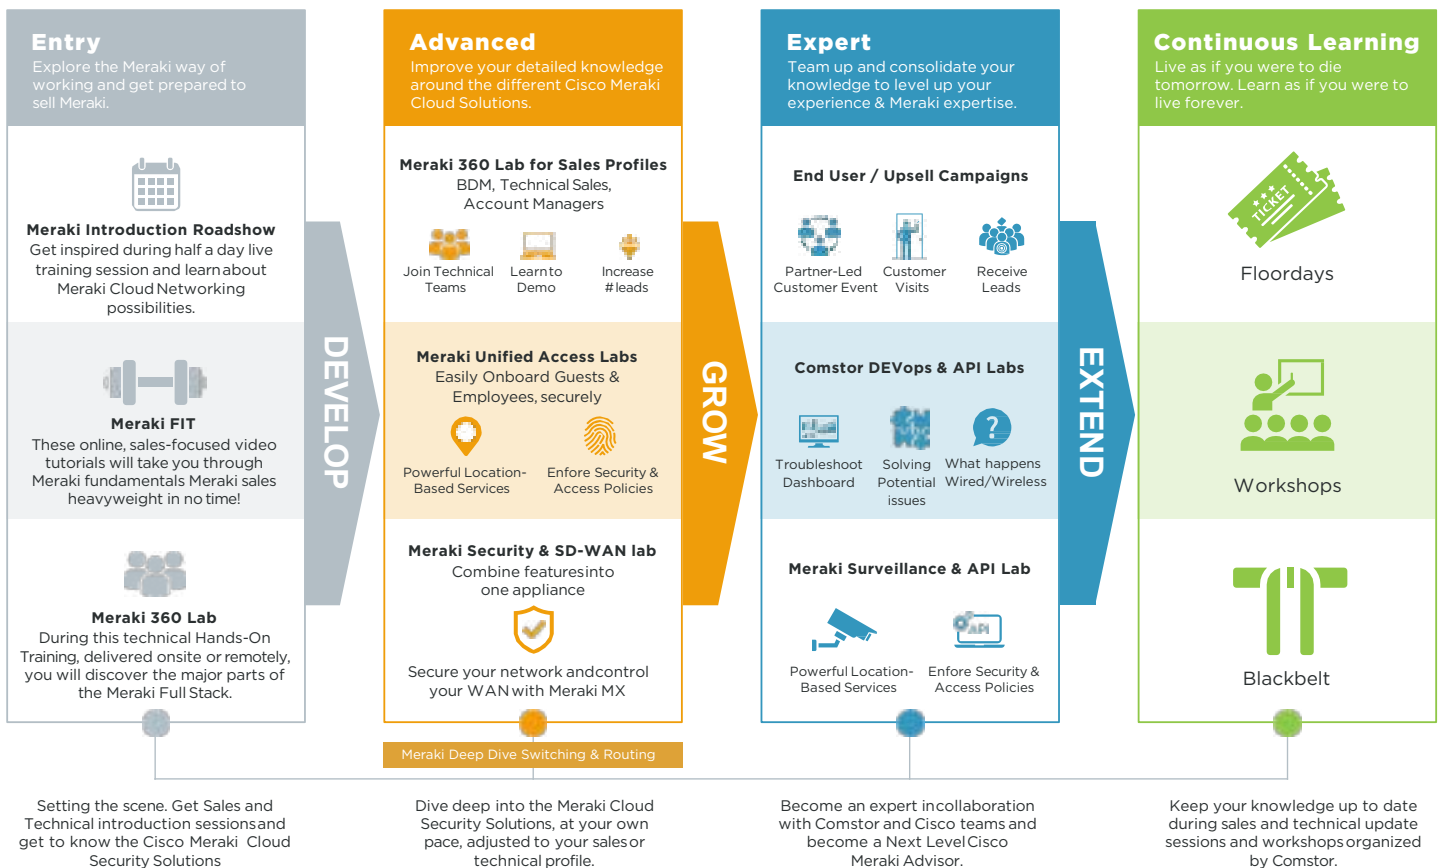 Entry
Explore the Meraki way of
working and get prepared to
sell Meraki.
Meraki Introduction Roadshow
Get inspired during half a day live
training session and learn about
Meraki Cloud Networking
possibilities.
Meraki FIT
These online, sales-focused video
tutorials will take you through
Meraki fundamentals Meraki sales
heavyweight in no time!
Meraki 360 Lab
During this technical Hands-On
Training, delivered onsite or remotely,
you will discover the major parts of
the Meraki Full Stack.
DEVELOP
Setting the scene. Get Sales and
Technical introduction sessions and
get to know the Cisco Meraki Cloud
Security Solutions
Advanced
Improve your detailed knowledge
around the different Cisco Meraki
Cloud Solutions.
Meraki 360 Lab for Sales Profiles
BDM, Technical Sales,
Account Managers
Join Technical
Teams
Learn to
Demo
Increase
# leads
Meraki Unified Access Labs
Easily Onboard Guests &
Employees, securely
Powerful Location-
Based Services
Enfore Security &
Access Policies
Meraki Security & SD-WAN lab
Combine features into
one appliance
Secure your network and control
your WAN with Meraki MX
Meraki Deep Dive Switching & Routing
GROW
Dive deep into the Meraki Cloud
Security Solutions, at your own
pace, adjusted to your sales or
technical profile.
Expert
Team up and consolidate your
knowledge to level up your
experience & Meraki expertise.
End User / Upsell Campaigns
Partner-Led
Customer Event
Customer
Visits
Receive
Leads
Comstor DEVops & API Labs
?
Troubleshoot
Dashboard
Solving
Potential
issues
What happens
Wired/Wireless
Meraki Surveillance & API Lab
API
Powerful Location-
Based Services
Enfore Security &
Access Policies
EXTEND
Become an expert in collaboration
with Comstor and Cisco teams and
become a Next Level Cisco
Meraki Advisor.
Continuous Learning
Live as if you were to die
tomorrow. Learn as if you were to
live forever.
TICKET
Floordays
Workshops
Blackbelt
Keep your knowledge up to date
during sales and technical update
sessions and workshops organized
by Comstor.